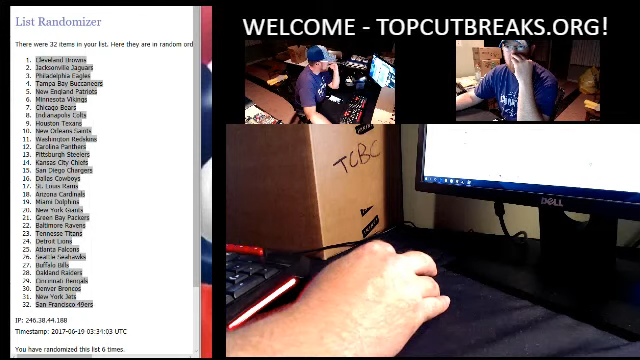 List Randomizer
WELCOME - TOPCUTBREAKS.ORG!
There were 32 items in your list. Here they are in random ord
1. Cleveland Browns
2. Jacksonville Jaguars
3. Philadelphia Eagles
4. Tampa Bay Buccaneers
5. New England Patriots
6. Minnesota Vikings
7. Chicago Bears
8. Indianapolis Colts
9. Houston Texans
10. New Orleans Saints
11. Washington Redskins
12. Carolina Panthers
13. Pittsburgh Steelers
14. Kansas City Chiefs
15. San Diego Chargers
16. Dallas Cowboys
17. St. Louis Rams
18. Arizona Cardinals
19. Miami Dolphins
20. New York Giants
21. Green Bay Packers
22. Baltimore Ravens
23. Tennessee Titans
24. Detroit Lions
25. Atlanta Falcons
26. Seattle Seahawks
27. Buffalo Bills
28. Oakland Raiders
29. Cincinnati Bengals
30. Denver Broncos
31. New York Jets
32. San Francisco 49ers
IP: 246.38.44.188
Timestamp: 2017-06-19 03:34:03 UTC
You have randomized this list 6 times.
TCBC
DELL